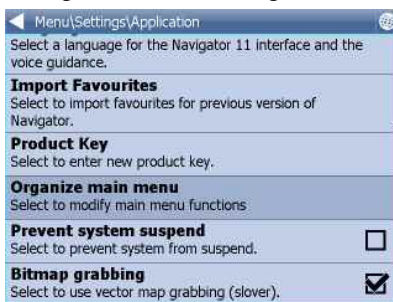 Menu\Settings\Application
Select a language for the Navigator 11 interface and the
voice guidance.
Import Favourites
Select to import favourites for previous version of
Navigator.
Product Key
Select to enter new product key.
Organize main menu
Select to modify main menu functions
Prevent system suspend
Select to prevent system from suspend.
Bitmap grabbing
Select to use vector map grabbing (slover).